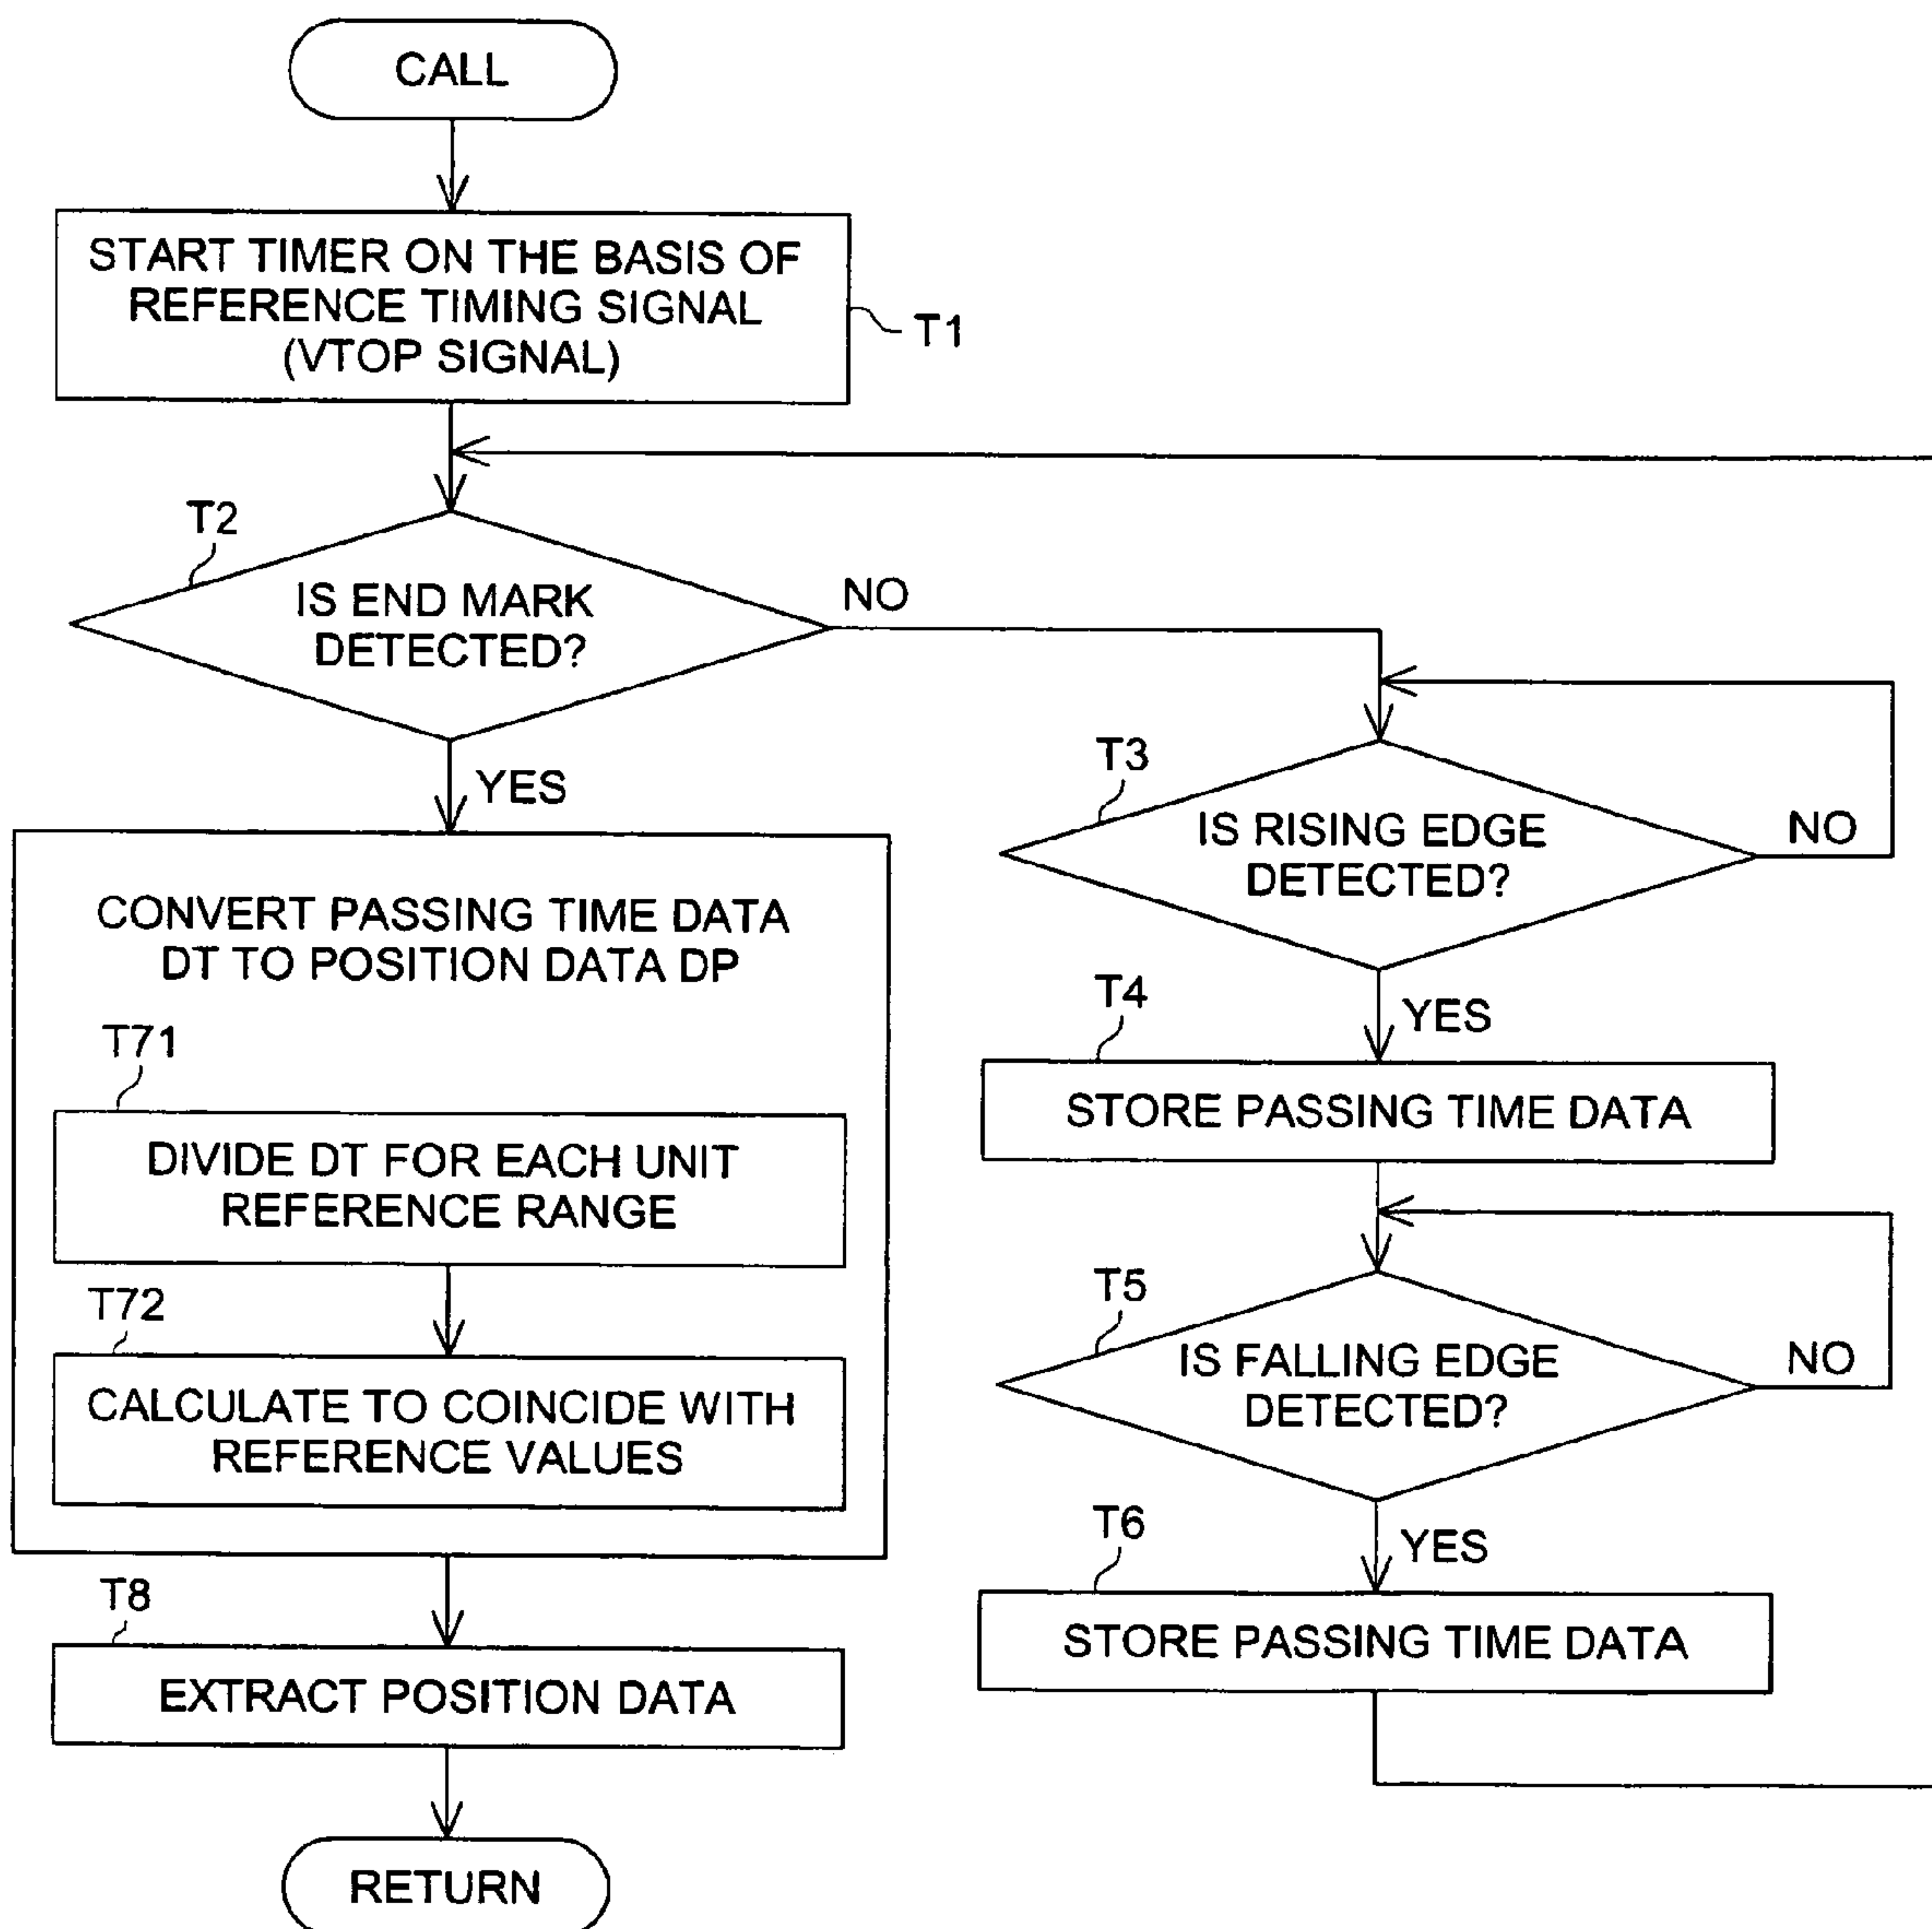 CALL
START TIMER ON THE BASIS OF
REFERENCE TIMING SIGNAL
(VTOP SIGNAL)
T1
T2
IS END MARK
DETECTED?
NO
YES
T3
IS RISING EDGE
DETECTED?
NO
YES
T4
STORE PASSING TIME DATA
T5
IS FALLING EDGE
DETECTED?
NO
YES
T6
STORE PASSING TIME DATA
CONVERT PASSING TIME DATA
DT TO POSITION DATA DP
T71
DIVIDE DT FOR EACH UNIT
REFERENCE RANGE
T72
CALCULATE TO COINCIDE WITH
REFERENCE VALUES
T8
EXTRACT POSITION DATA
RETURN